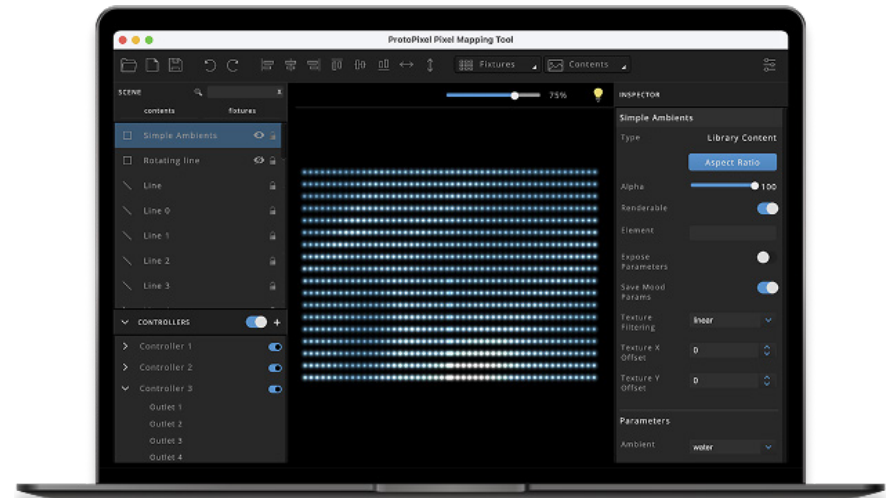 ProtoPixel Pixel Mapping Tool
Fixtures
Contents
SCENE
x
75%
INSPECTOR
contents
fixtures
Simple Ambients
Simple Ambients
Type
Library Content
Rotating line
Aspect Ratio
Line
Alpha
100
Line 0
Renderable
Line 1
Element
Line 2
Expose
Parameters
Line 3
Save Mood
Params
CONTROLLERS
Texture
Filtering
linear
Controller 1
Texture X
Offset
0
Controller 2
Controller 3
Texture Y
Offset
0
Outlet 1
Outlet 2
Parameters
Outlet 3
Ambient
water
Outlet 4